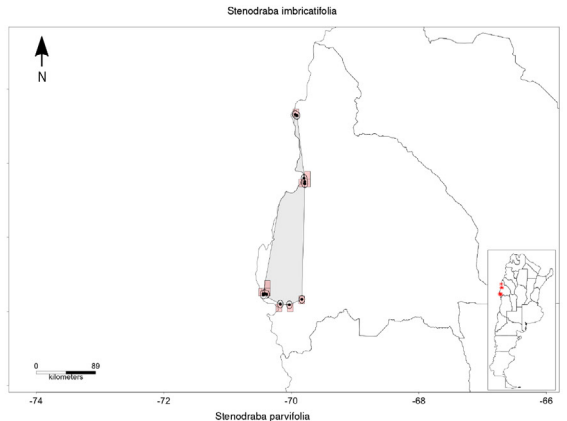 Stenodraba imbricatifolia
N
0 89
kilometers
-74 -72 -70 -68 -66
Stenodraba parvifolia